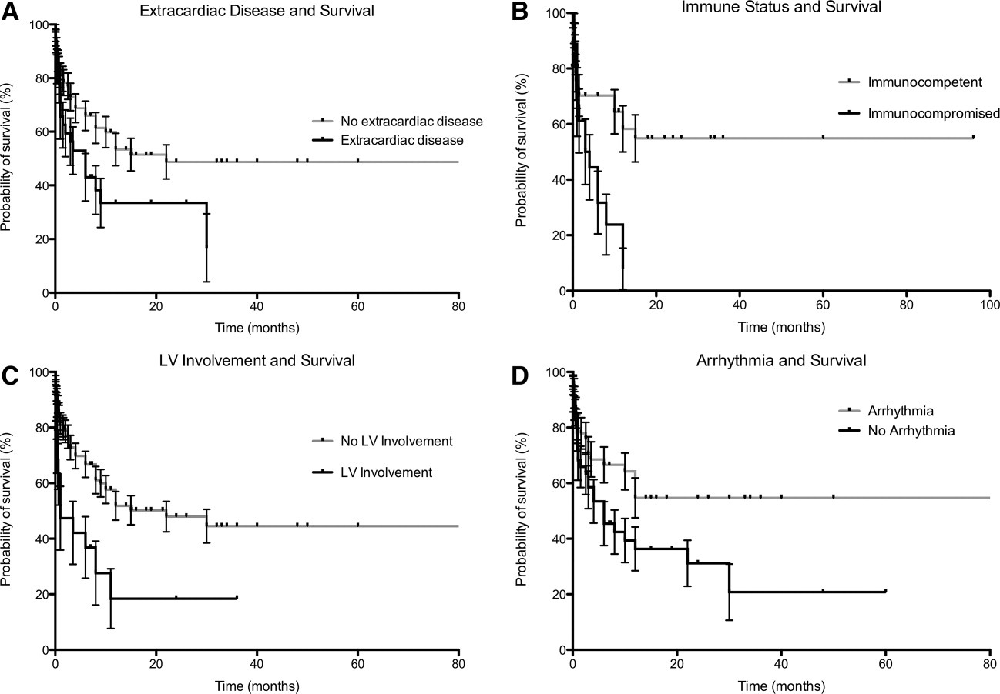 A
Extracardiac Disease and Survival
Probability of survival (%)
100
80
60
40
20
0
No extracardiac disease
Extracardiac disease
0 20 40 60 80
Time (months)
B
Immune Status and Survival
Probability of survival (%)
100
80
60
40
20
0
Immunocompetent
Immunocompromised
0 20 40 60 80 100
Time (months)
C
LV Involvement and Survival
Probability of survival (%)
100
80
60
40
20
0
No LV Involvement
LV Involvement
0 20 40 60 80
Time (months)
D
Arrhythmia and Survival
Probability of survival (%)
100
80
60
40
20
0
Arrhythmia
No Arrhythmia
0 20 40 60 80
Time (months)